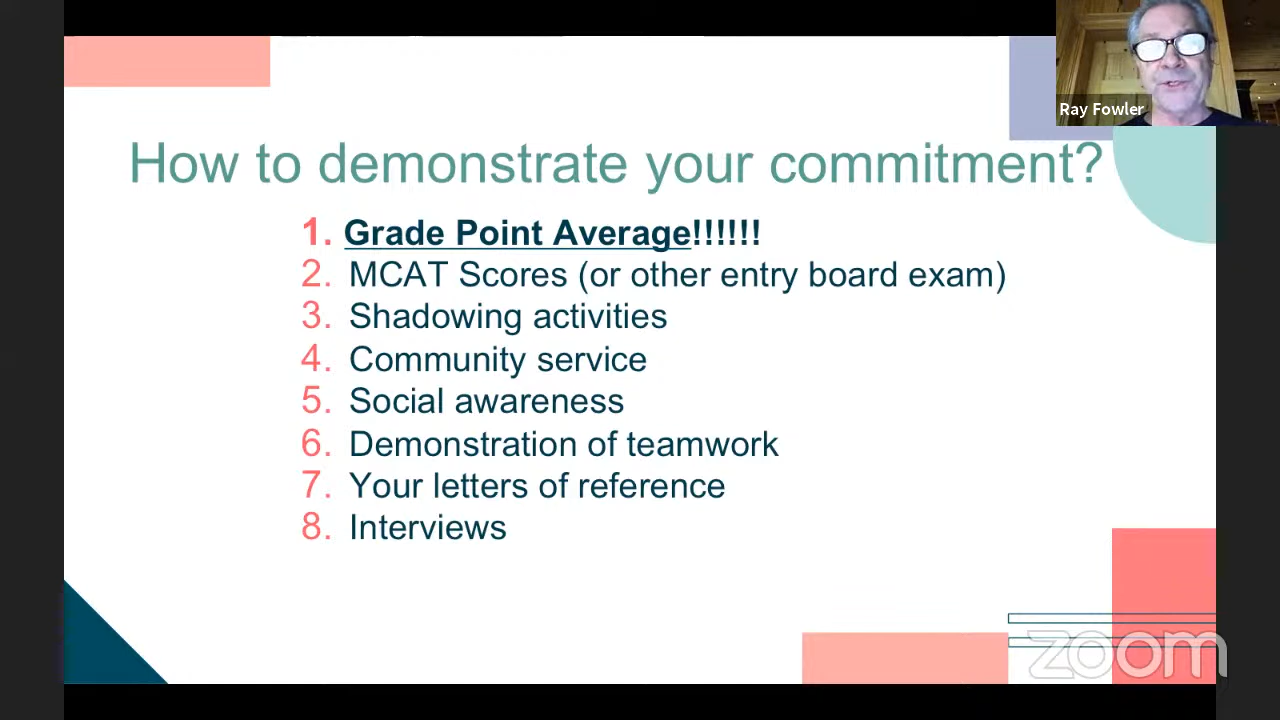 Ray Fowler
How to demonstrate your commitment?
1. Grade Point Average!!!!!!
2. MCAT Scores (or other entry board exam)
3. Shadowing activities
4. Community service
5. Social awareness
6. Demonstration of teamwork
7. Your letters of reference
8. Interviews
zoom